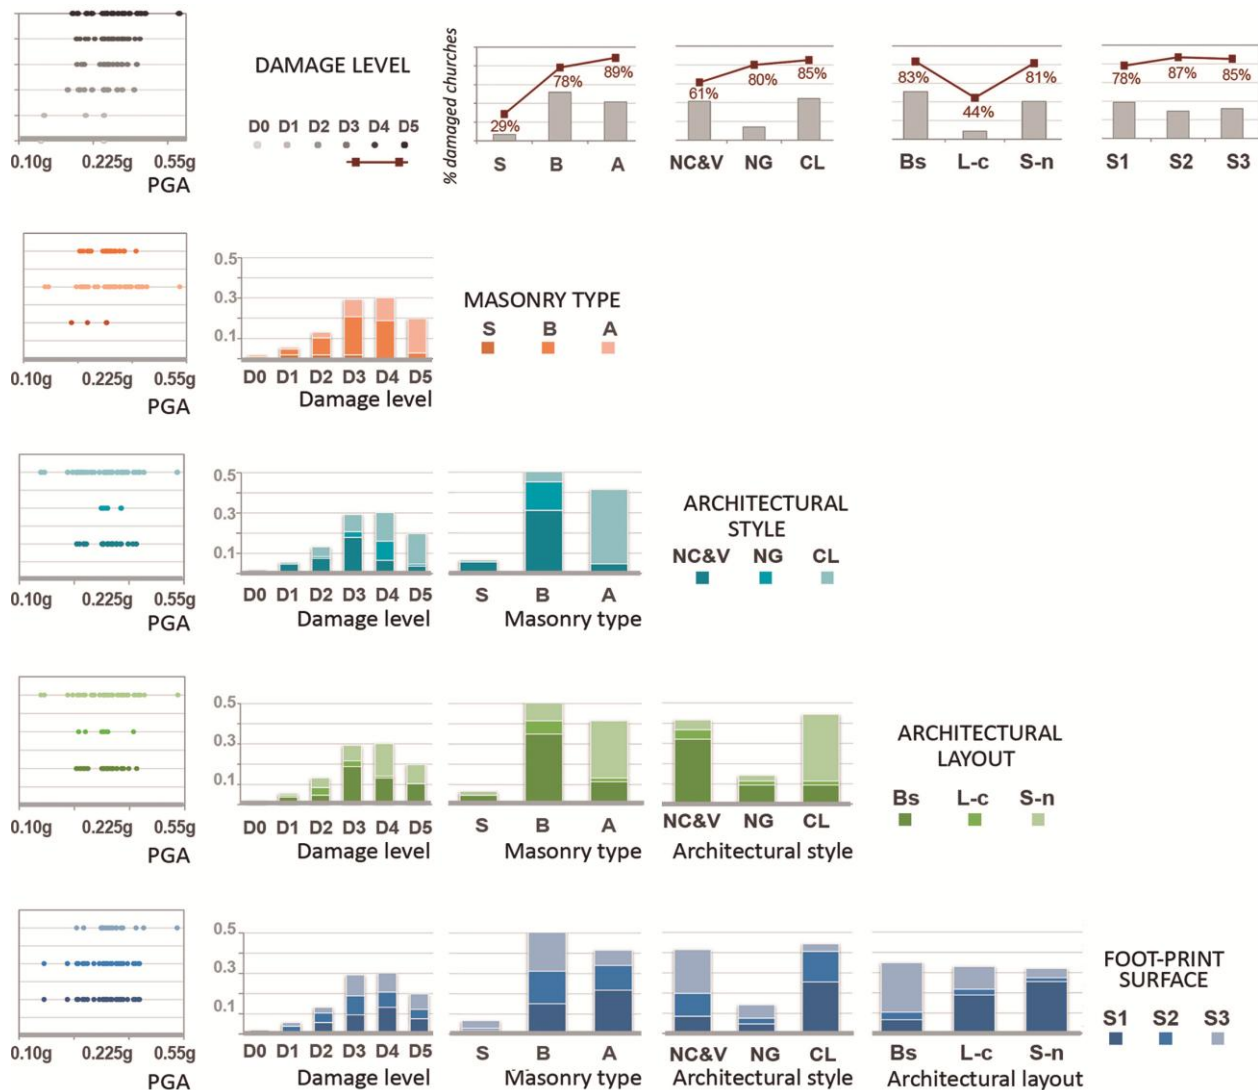 DAMAGE LEVEL
D0 D1 D2 D3 D4 D5
0.10g 0.225g 0.55g
PGA
% damaged churches
29% 78% 89%
S B A
61% 80% 85%
NC&V NG CL
83% 44% 81%
Bs L-c S-n
78% 87% 85%
S1 S2 S3
0.10g 0.225g 0.55g
PGA
0.5
0.3
0.1
D0 D1 D2 D3 D4 D5
Damage level
MASONRY TYPE
S B A
0.10g 0.225g 0.55g
PGA
0.5
0.3
0.1
D0 D1 D2 D3 D4 D5
Damage level
S B A
Masonry type
ARCHITECTURAL
STYLE
NC&V NG CL
0.10g 0.225g 0.55g
PGA
0.5
0.3
0.1
D0 D1 D2 D3 D4 D5
Damage level
S B A
Masonry type
NC&V NG CL
Architectural style
ARCHITECTURAL
LAYOUT
Bs L-c S-n
0.10g 0.225g 0.55g
PGA
0.5
0.3
0.1
D0 D1 D2 D3 D4 D5
Damage level
S B A
Masonry type
NC&V NG CL
Architectural style
Bs L-c S-n
Architectural layout
FOOT-PRINT
SURFACE
S1 S2 S3